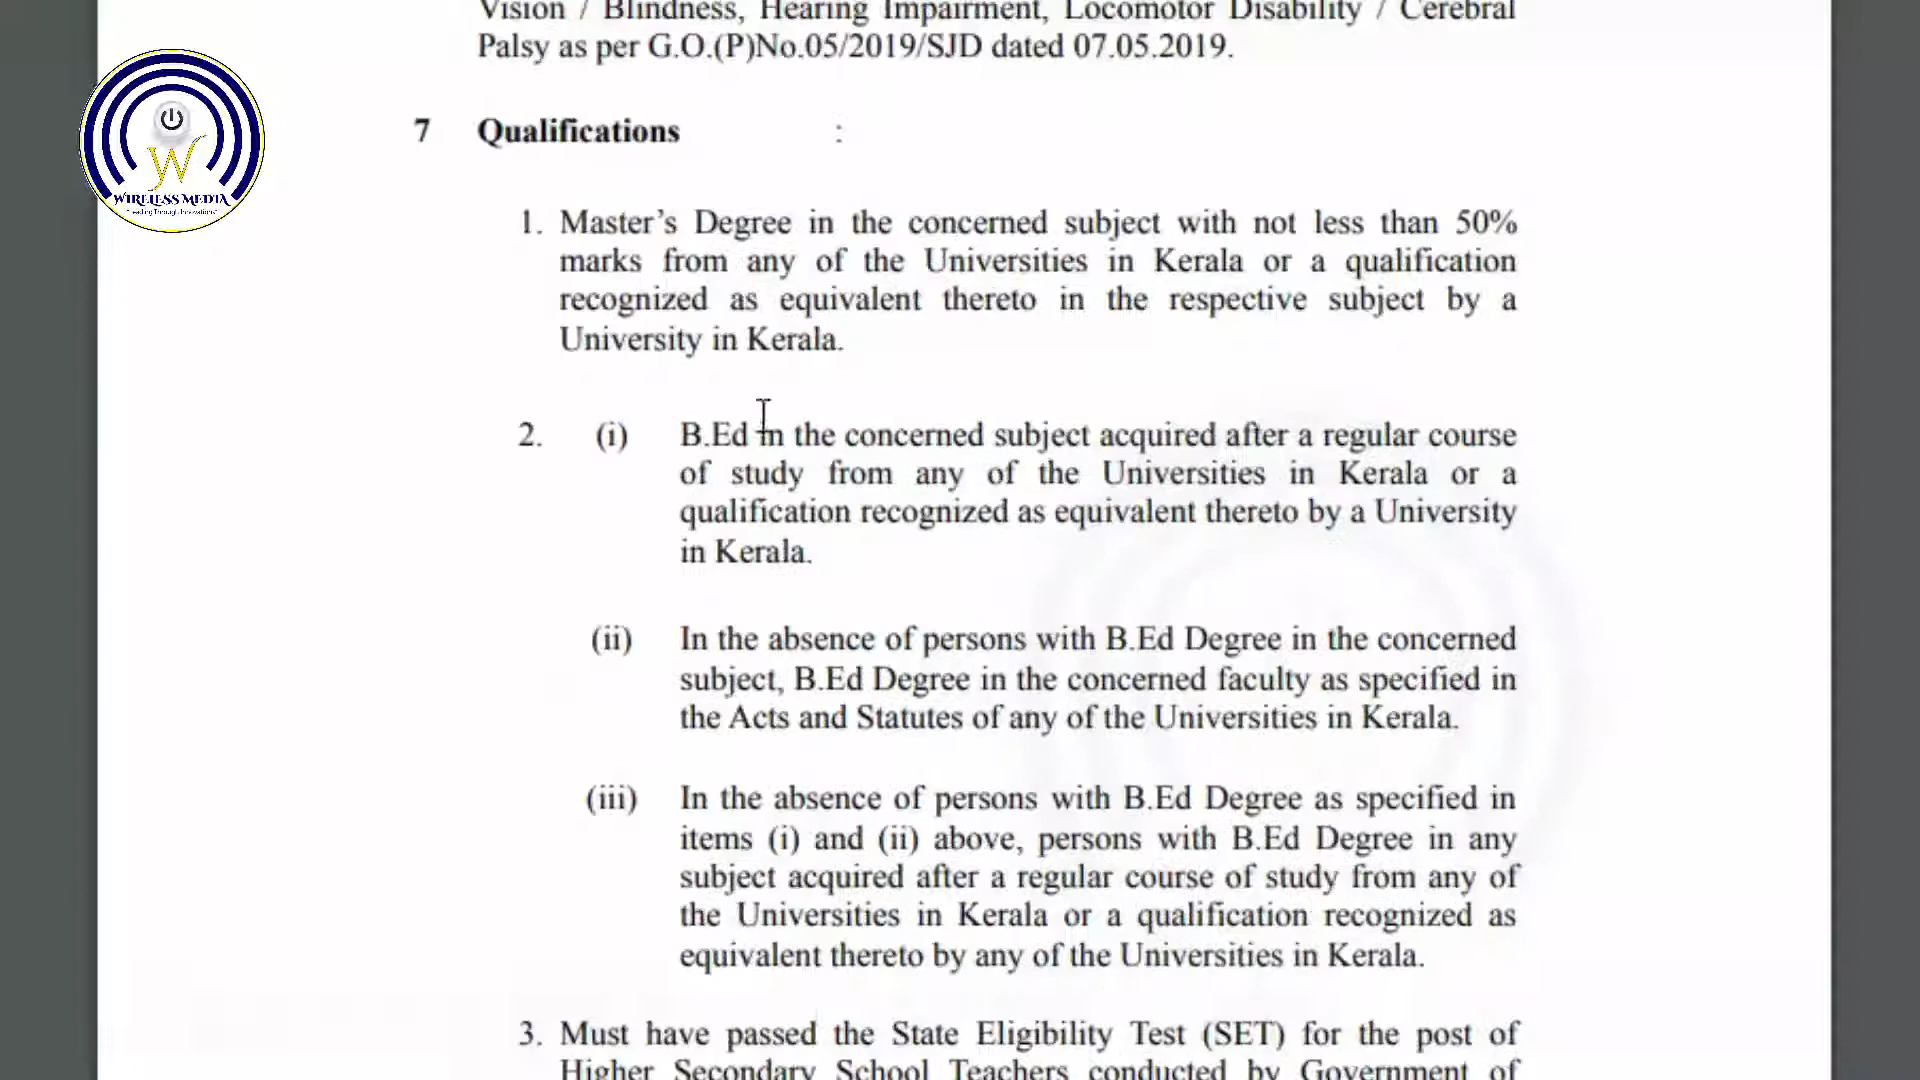 Vision / Blindness, Hearing Impairment, Locomotor Disability / Cerebral
Palsy as per G.O.(P)No.05/2019/SJD dated 07.05.2019.
W
WIRELESS MEDIA
"Leading Through Innovations"
7 Qualifications :
1. Master's Degree in the concerned subject with not less than 50%
marks from any of the Universities in Kerala or a qualification
recognized as equivalent thereto in the respective subject by a
University in Kerala.
2. (i) B.Ed in the concerned subject acquired after a regular course
of study from any of the Universities in Kerala or a
qualification recognized as equivalent thereto by a University
in Kerala.
(ii) In the absence of persons with B.Ed Degree in the concerned
subject, B.Ed Degree in the concerned faculty as specified in
the Acts and Statutes of any of the Universities in Kerala.
(iii) In the absence of persons with B.Ed Degree as specified in
items (i) and (ii) above, persons with B.Ed Degree in any
subject acquired after a regular course of study from any of
the Universities in Kerala or a qualification recognized as
equivalent thereto by any of the Universities in Kerala.
3. Must have passed the State Eligibility Test (SET) for the post of
Higher Secondary School Teachers conducted by Government of